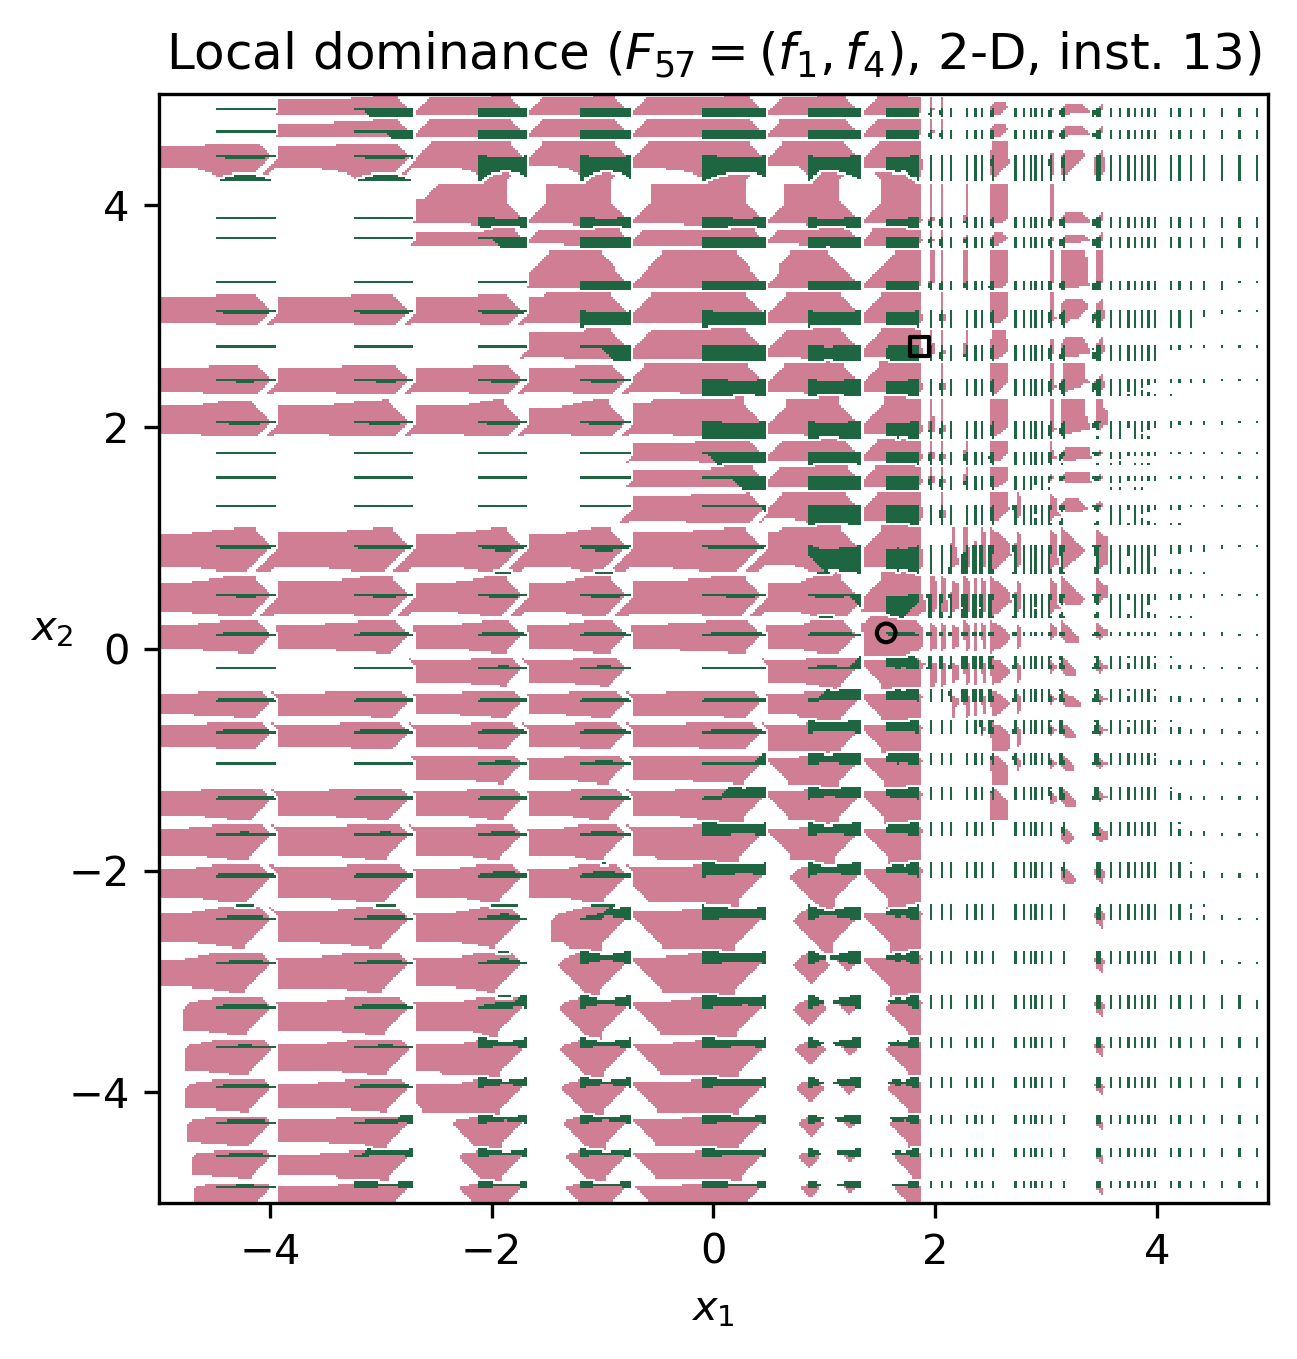 Local dominance (F₅₇ = (f₁, f₄), 2-D, inst. 13)
4
2
x₂
0
−2
−4
−4 −2 0 2 4
x₁